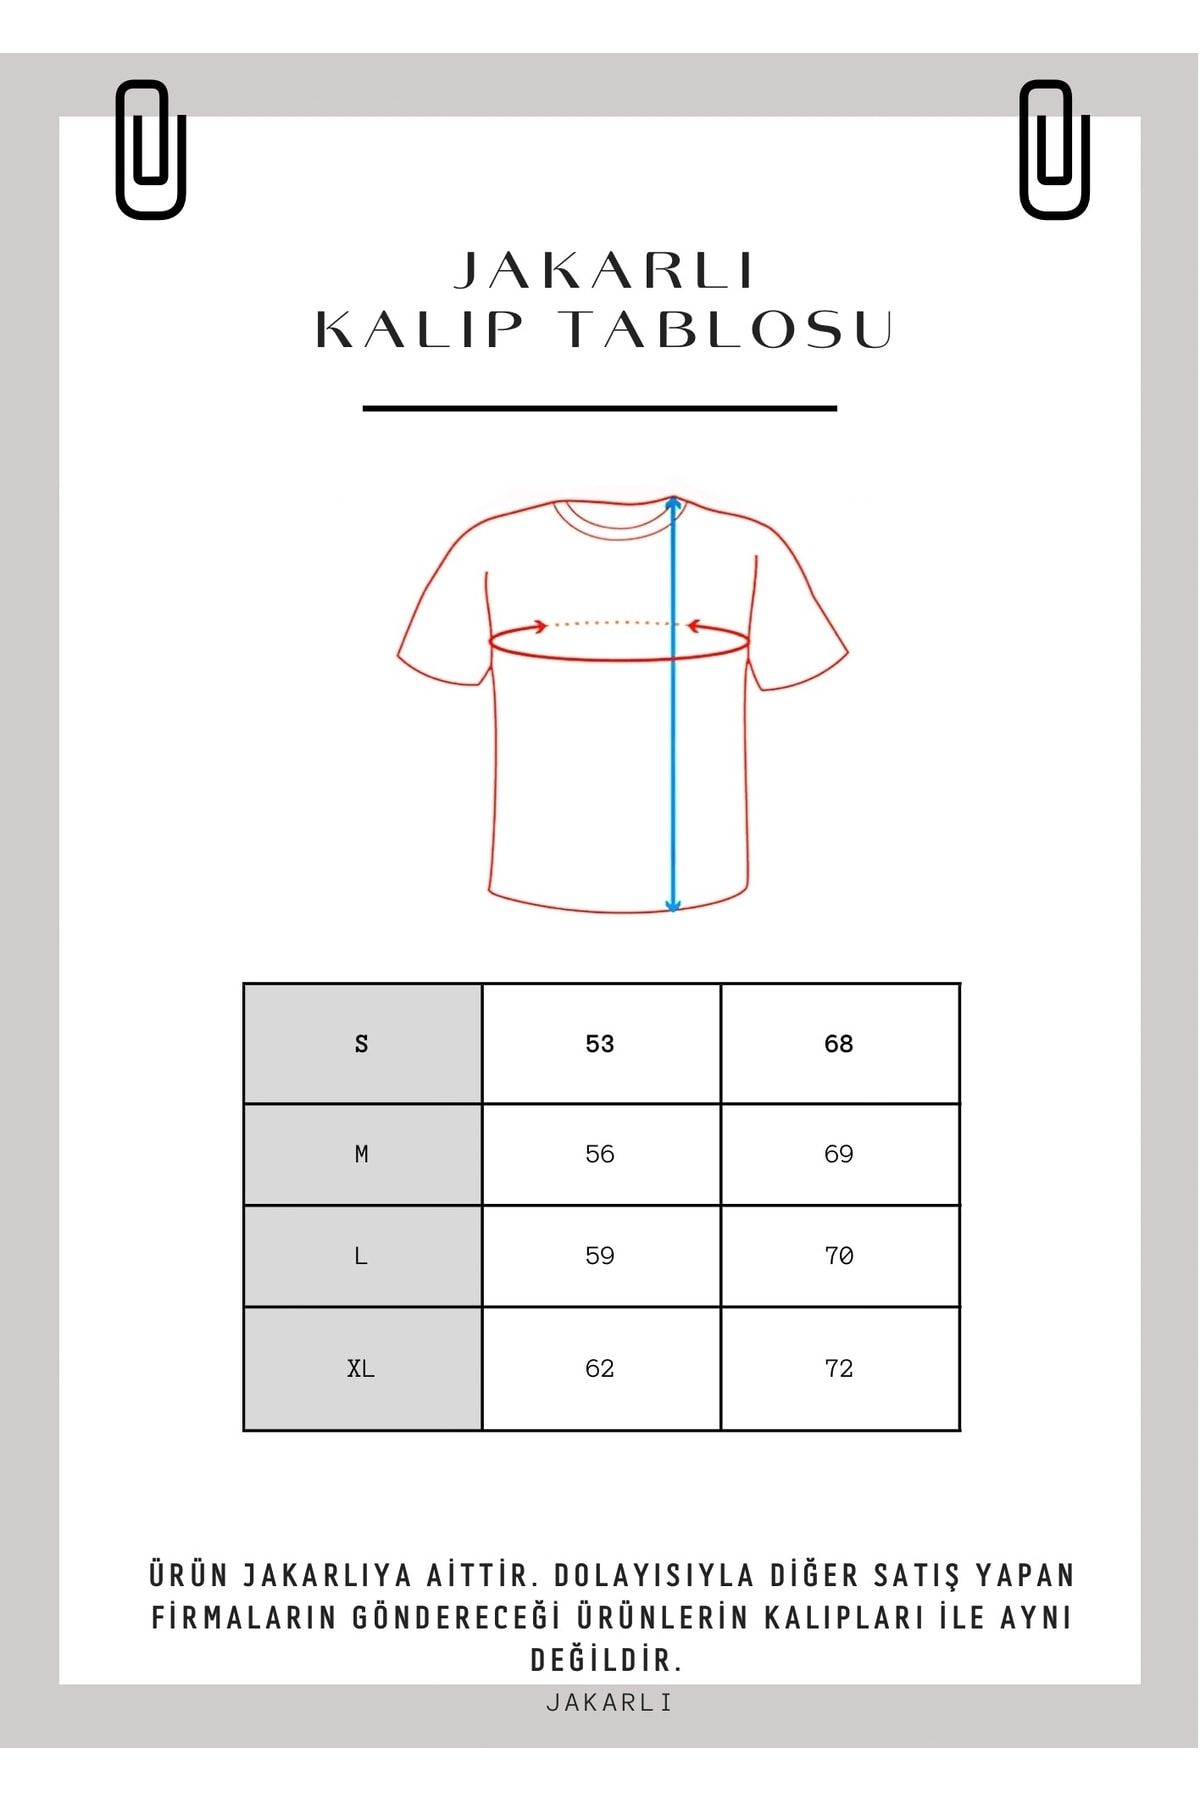 JAKARLI
KALIP TABLOSU
S 53 68
M 56 69
L 59 70
XL 62 72
ÜRÜN JAKARLIYA AİTTİR. DOLAYISIYLA DİĞER SATIŞ YAPAN
FİRMALARIN GÖNDERECEĞİ ÜRÜNLERİN KALIPLARI İLE AYNI
DEĞİLDİR.
JAKARLI